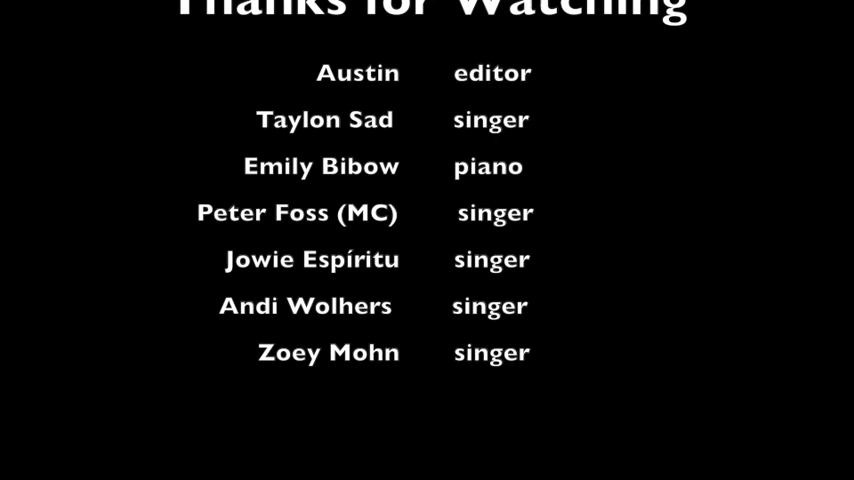 Thanks for Watching
Austin editor
Taylon Sad singer
Emily Bibow piano
Peter Foss (MC) singer
Jowie Espíritu singer
Andi Wolhers singer
Zoey Mohn singer